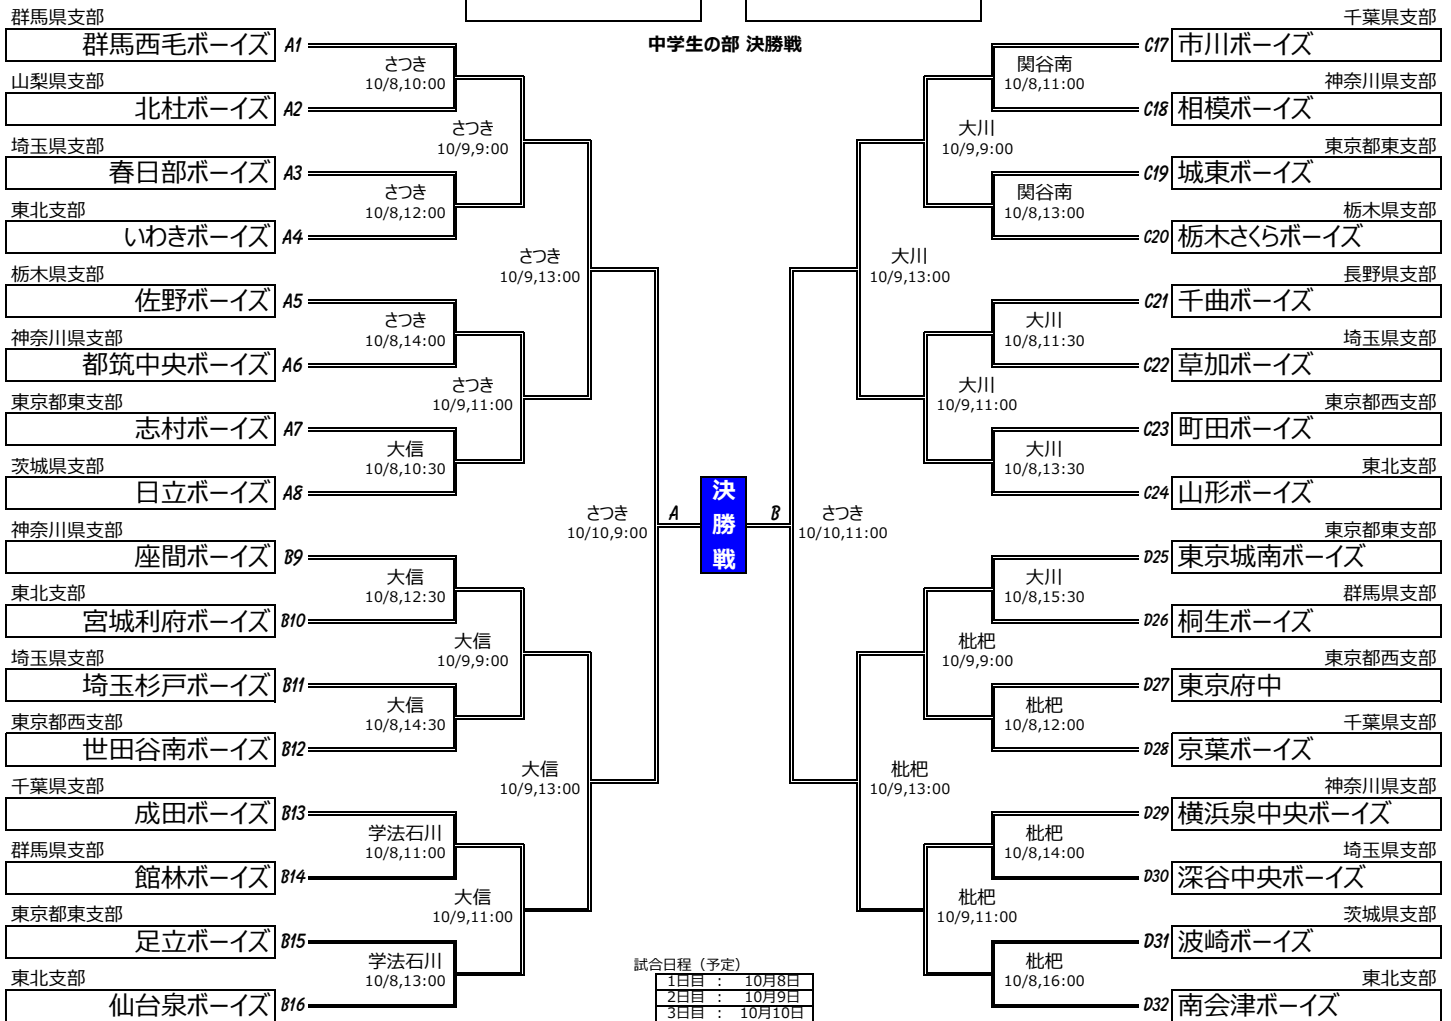 中学生の部 決勝戦
群馬県支部
群馬西毛ボーイズ A1
山梨県支部
北杜ボーイズ A2
埼玉県支部
春日部ボーイズ A3
東北支部
いわきボーイズ A4
栃木県支部
佐野ボーイズ A5
神奈川県支部
都筑中央ボーイズ A6
東京都東支部
志村ボーイズ A7
茨城県支部
日立ボーイズ A8
神奈川県支部
座間ボーイズ B9
東北支部
宮城利府ボーイズ B10
埼玉県支部
埼玉杉戸ボーイズ B11
東京都西支部
世田谷南ボーイズ B12
千葉県支部
成田ボーイズ B13
群馬県支部
館林ボーイズ B14
東京都東支部
足立ボーイズ B15
東北支部
仙台泉ボーイズ B16
さつき
10/8,10:00
さつき
10/8,12:00
さつき
10/8,14:00
大信
10/8,10:30
大信
10/8,12:30
大信
10/8,14:30
学法石川
10/8,11:00
学法石川
10/8,13:00
さつき
10/9,9:00
さつき
10/9,11:00
大信
10/9,9:00
大信
10/9,11:00
さつき
10/9,13:00
大信
10/9,13:00
さつき
10/10,9:00
A
決
勝
戦
B
さつき
10/10,11:00
大川
10/9,13:00
枇杷
10/9,13:00
大川
10/9,9:00
大川
10/9,11:00
枇杷
10/9,9:00
枇杷
10/9,11:00
関谷南
10/8,11:00
関谷南
10/8,13:00
大川
10/8,11:30
大川
10/8,13:30
大川
10/8,15:30
枇杷
10/8,12:00
枇杷
10/8,14:00
枇杷
10/8,16:00
千葉県支部
C17 市川ボーイズ
神奈川県支部
C18 相模ボーイズ
東京都東支部
C19 城東ボーイズ
栃木県支部
C20 栃木さくらボーイズ
長野県支部
C21 千曲ボーイズ
埼玉県支部
C22 草加ボーイズ
東京都西支部
C23 町田ボーイズ
東北支部
C24 山形ボーイズ
東京都東支部
D25 東京城南ボーイズ
群馬県支部
D26 桐生ボーイズ
東京都西支部
D27 東京府中
千葉県支部
D28 京葉ボーイズ
神奈川県支部
D29 横浜泉中央ボーイズ
埼玉県支部
D30 深谷中央ボーイズ
茨城県支部
D31 波崎ボーイズ
東北支部
D32 南会津ボーイズ
試合日程（予定）
1日目 : 10月8日
2日目 : 10月9日
3日目 : 10月10日